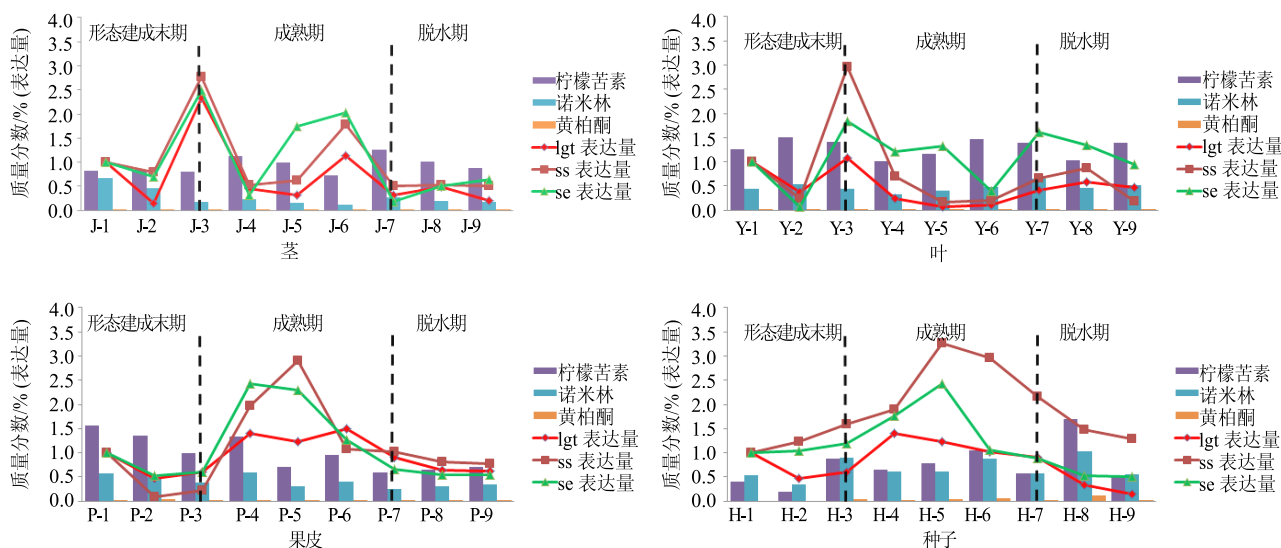 质量分数/% (表达量)
4.0
3.5
3.0
2.5
2.0
1.5
1.0
0.5
0.0
形态建成末期 成熟期 脱水期
J-1 J-2 J-3 J-4 J-5 J-6 J-7 J-8 J-9
茎
柠檬苦素
诺米林
黄柏酮
lgt 表达量
ss 表达量
se 表达量
质量分数/% (表达量)
4.0
3.5
3.0
2.5
2.0
1.5
1.0
0.5
0.0
形态建成末期 成熟期 脱水期
Y-1 Y-2 Y-3 Y-4 Y-5 Y-6 Y-7 Y-8 Y-9
叶
柠檬苦素
诺米林
黄柏酮
lgt 表达量
ss 表达量
se 表达量
质量分数/% (表达量)
4.0
3.5
3.0
2.5
2.0
1.5
1.0
0.5
0.0
形态建成末期 成熟期 脱水期
P-1 P-2 P-3 P-4 P-5 P-6 P-7 P-8 P-9
果皮
柠檬苦素
诺米林
黄柏酮
lgt 表达量
ss 表达量
se 表达量
质量分数/% (表达量)
4.0
3.5
3.0
2.5
2.0
1.5
1.0
0.5
0.0
形态建成末期 成熟期 脱水期
H-1 H-2 H-3 H-4 H-5 H-6 H-7 H-8 H-9
种子
柠檬苦素
诺米林
黄柏酮
lgt 表达量
ss 表达量
se 表达量